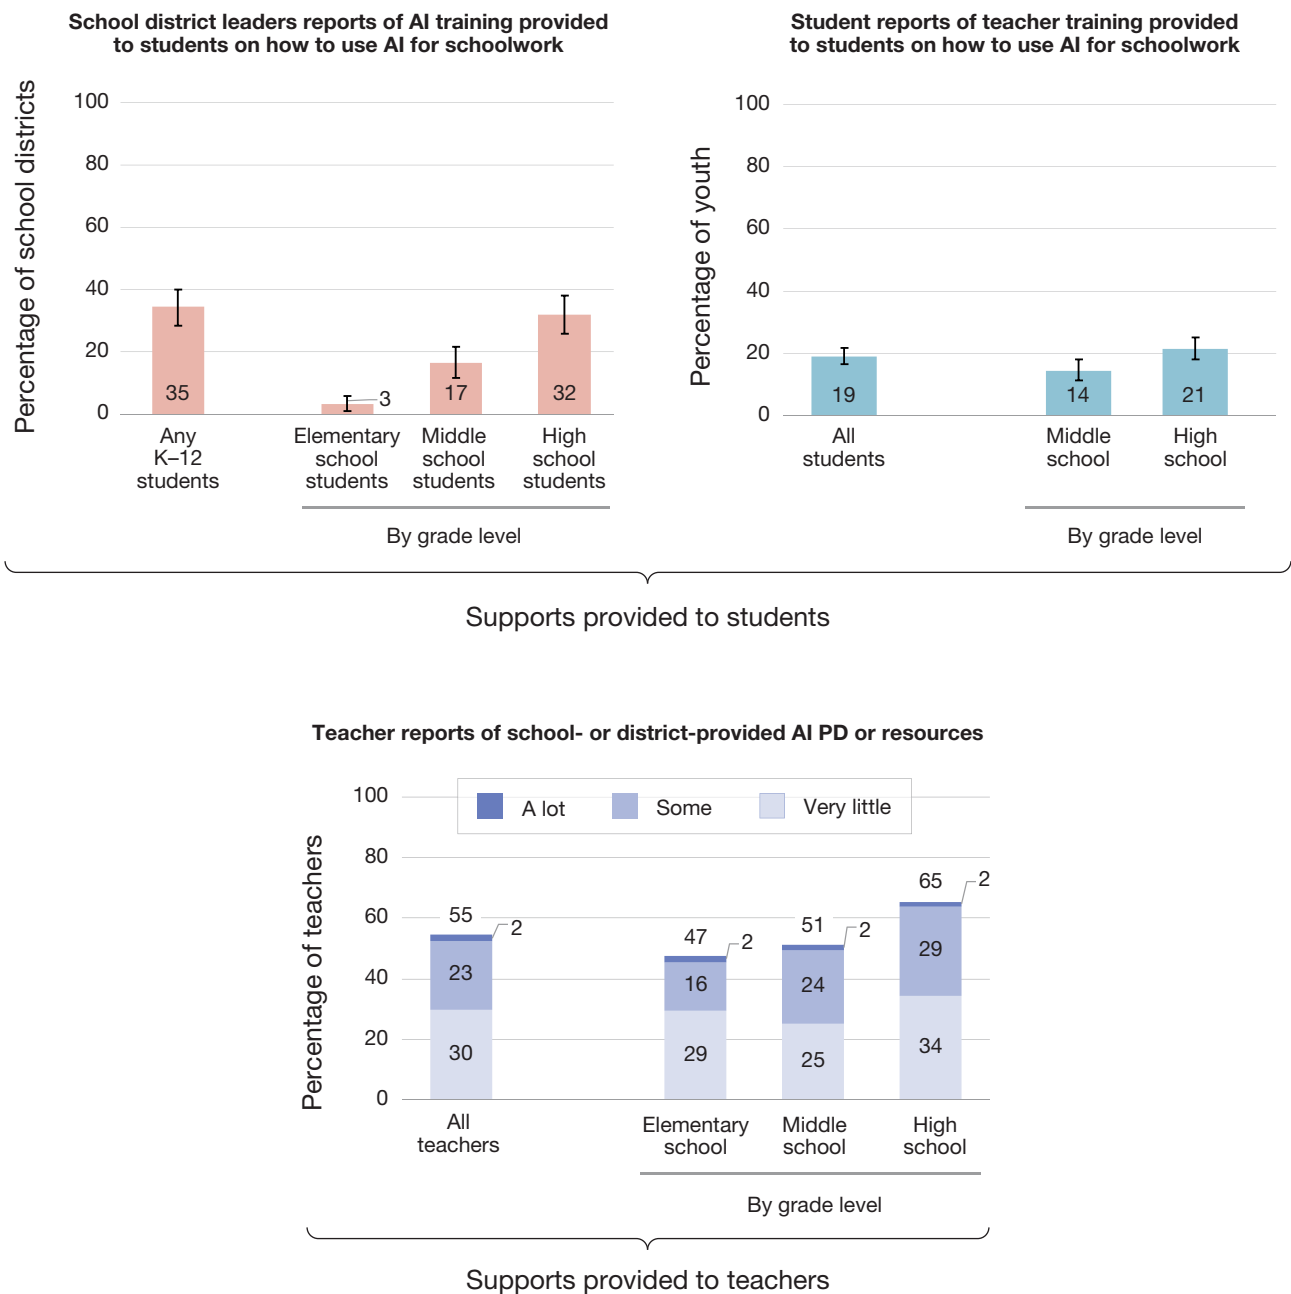 School district leaders reports of AI training provided
to students on how to use AI for schoolwork
Percentage of school districts
100
80
60
40
20
0
35
3
17
32
Any
K–12
students
Elementary
school
students
Middle
school
students
High
school
students
By grade level
Student reports of teacher training provided
to students on how to use AI for schoolwork
Percentage of youth
100
80
60
40
20
0
19
14
21
All
students
Middle
school
High
school
By grade level
Supports provided to students
Teacher reports of school- or district-provided AI PD or resources
Percentage of teachers
A lot
Some
Very little
100
80
60
40
20
0
55
2
23
30
47
2
16
29
51
2
24
25
65
2
29
34
All
teachers
Elementary
school
Middle
school
High
school
By grade level
Supports provided to teachers